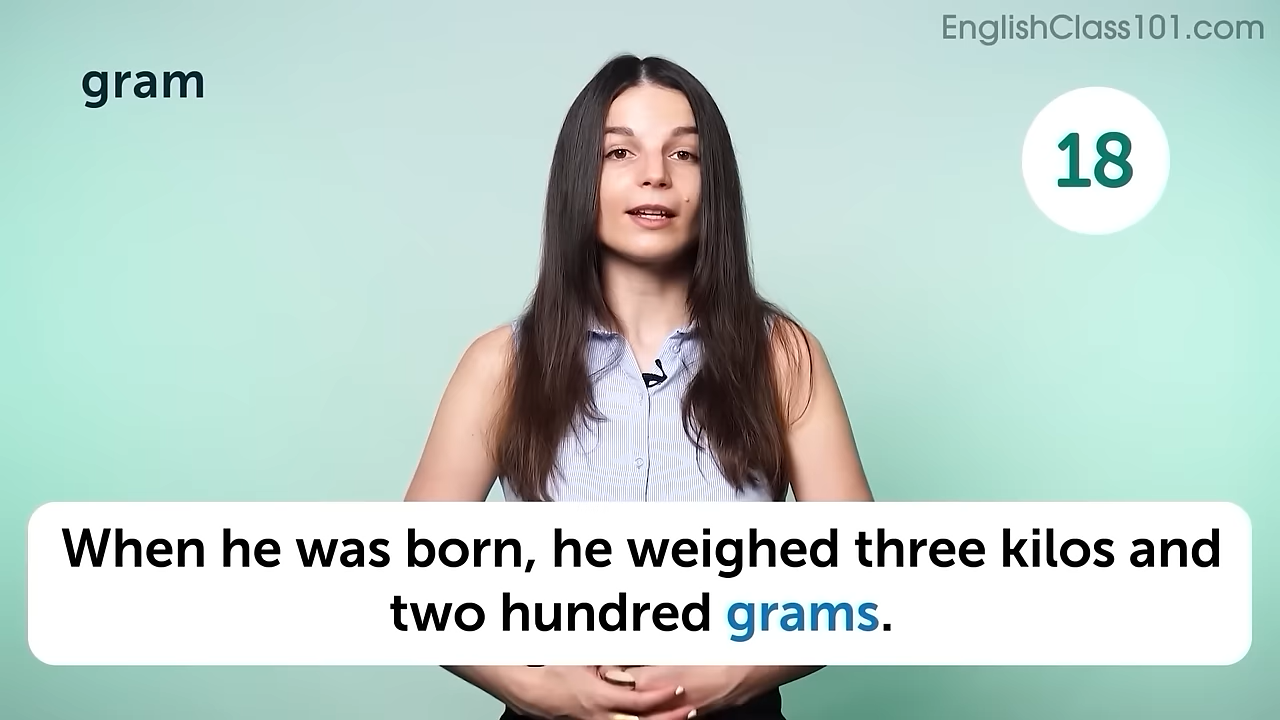 EnglishClass101.com
gram
18
When he was born, he weighed three kilos and
two hundred grams.